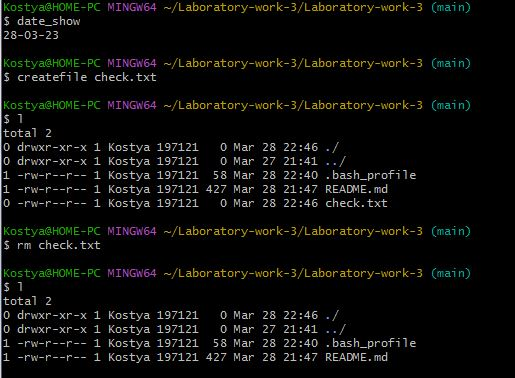 Kostya@HOME-PC MINGW64 ~/Laboratory-work-3/Laboratory-work-3 (main)
$ date_show
28-03-23
Kostya@HOME-PC MINGW64 ~/Laboratory-work-3/Laboratory-work-3 (main)
$ createfile check.txt
Kostya@HOME-PC MINGW64 ~/Laboratory-work-3/Laboratory-work-3 (main)
$ l
total 2
0 drwxr-xr-x 1 Kostya 197121   0 Mar 28 22:46 ./
0 drwxr-xr-x 1 Kostya 197121   0 Mar 27 21:41 ../
1 -rw-r--r-- 1 Kostya 197121  58 Mar 28 22:40 .bash_profile
1 -rw-r--r-- 1 Kostya 197121 427 Mar 28 21:47 README.md
0 -rw-r--r-- 1 Kostya 197121   0 Mar 28 22:46 check.txt
Kostya@HOME-PC MINGW64 ~/Laboratory-work-3/Laboratory-work-3 (main)
$ rm check.txt
Kostya@HOME-PC MINGW64 ~/Laboratory-work-3/Laboratory-work-3 (main)
$ l
total 2
0 drwxr-xr-x 1 Kostya 197121   0 Mar 28 22:46 ./
0 drwxr-xr-x 1 Kostya 197121   0 Mar 27 21:41 ../
1 -rw-r--r-- 1 Kostya 197121  58 Mar 28 22:40 .bash_profile
1 -rw-r--r-- 1 Kostya 197121 427 Mar 28 21:47 README.md